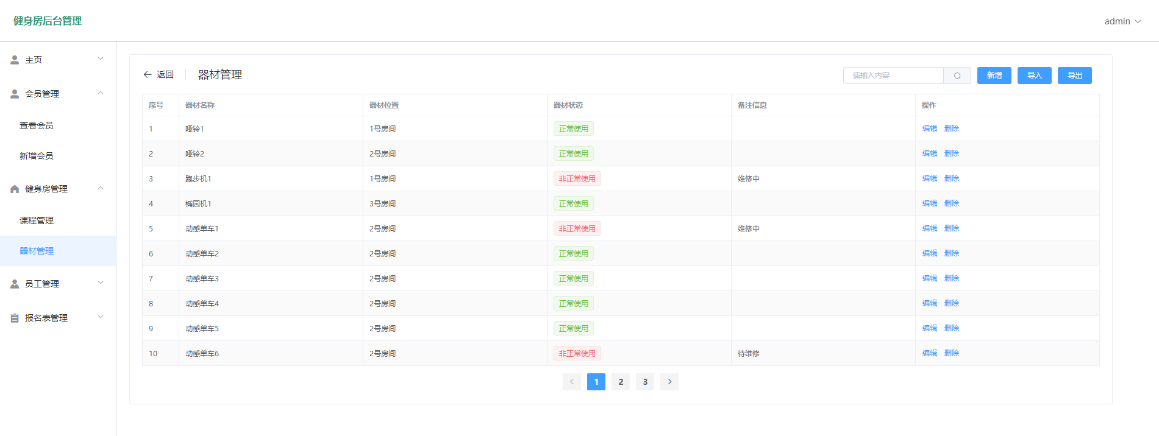 健身房后台管理
admin
主页
会员管理
查看会员
新增会员
健身房管理
课程管理
器材管理
员工管理
报名表管理
返回 器材管理
请输入内容 新增 导入 导出
序号 器材名称 器材位置 器材状态 备注信息 操作
1 哑铃1 1号房间 正常使用 编辑 删除
2 哑铃2 2号房间 正常使用 编辑 删除
3 跑步机1 1号房间 非正常使用 维修中 编辑 删除
4 椭圆机1 3号房间 正常使用 编辑 删除
5 动感单车1 2号房间 非正常使用 维修中 编辑 删除
6 动感单车2 2号房间 正常使用 编辑 删除
7 动感单车3 2号房间 正常使用 编辑 删除
8 动感单车4 2号房间 正常使用 编辑 删除
9 动感单车5 2号房间 正常使用 编辑 删除
10 动感单车6 2号房间 非正常使用 待维修 编辑 删除
1 2 3